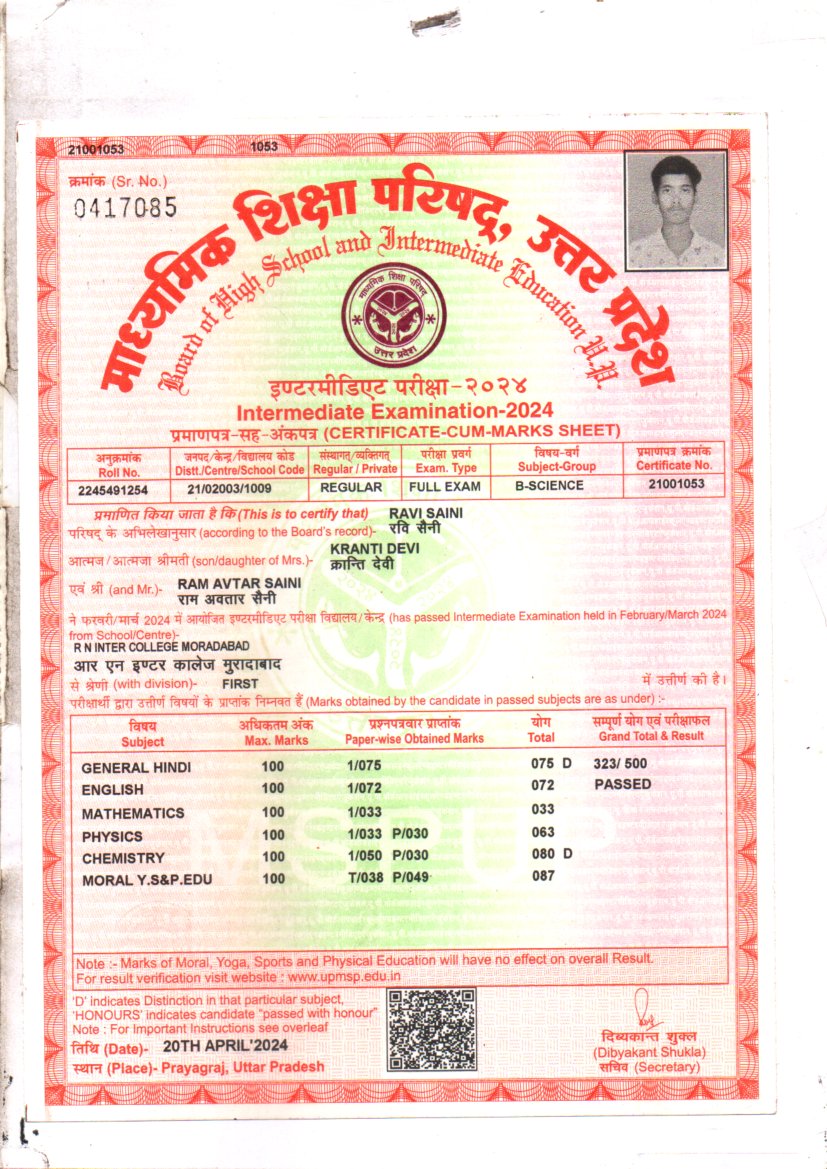 21001053 1053
क्रमांक (Sr. No.)
0417085
माध्यमिक शिक्षा परिषद्, उत्तर प्रदेश
Board of High School and Intermediate Education U.P.
माध्यमिक शिक्षा परिषद
उत्तर प्रदेश
इण्टरमीडिएट परीक्षा-२०२४
Intermediate Examination-2024
प्रमाणपत्र-सह-अंकपत्र (CERTIFICATE-CUM-MARKS SHEET)
अनुक्रमांक जनपद/केन्द्र/विद्यालय कोड संस्थागत्/व्यक्तिगत् परीक्षा प्रवर्ग विषय-वर्ग प्रमाणपत्र क्रमांक
Roll No. Distt./Centre/School Code Regular / Private Exam. Type Subject-Group Certificate No.
2245491254 21/02003/1009 REGULAR FULL EXAM B-SCIENCE 21001053
प्रमाणित किया जाता है कि (This is to certify that) RAVI SAINI
परिषद् के अभिलेखानुसार (according to the Board's record)- रवि सैनी
KRANTI DEVI
आत्मज/आत्मजा श्रीमती (son/daughter of Mrs.)- क्रान्ति देवी
एवं श्री (and Mr.)- RAM AVTAR SAINI
राम अवतार सैनी
ने फरवरी/मार्च 2024 में आयोजित इण्टरमीडिएट परीक्षा विद्यालय/केन्द्र (has passed Intermediate Examination held in February/March 2024
from School/Centre)-
R N INTER COLLEGE MORADABAD
आर एन इण्टर कालेज मुरादाबाद
से श्रेणी (with division)- FIRST में उत्तीर्ण की है।
परीक्षार्थी द्वारा उत्तीर्ण विषयों के प्राप्तांक निम्नवत हैं (Marks obtained by the candidate in passed subjects are as under) :-
विषय अधिकतम अंक प्रश्नपत्रवार प्राप्तांक योग सम्पूर्ण योग एवं परीक्षाफल
Subject Max. Marks Paper-wise Obtained Marks Total Grand Total & Result
GENERAL HINDI 100 1/075 075 D 323/ 500
ENGLISH 100 1/072 072 PASSED
MATHEMATICS 100 1/033 033
PHYSICS 100 1/033 P/030 063
CHEMISTRY 100 1/050 P/030 080 D
MORAL Y.S&P.EDU 100 T/038 P/049 087
MSPUP
Note :- Marks of Moral, Yoga, Sports and Physical Education will have no effect on overall Result.
For result verification visit website : www.upmsp.edu.in
'D' indicates Distinction in that particular subject,
'HONOURS' indicates candidate "passed with honour"
Note : For Important Instructions see overleaf
तिथि (Date)- 20TH APRIL'2024
स्थान (Place)- Prayagraj, Uttar Pradesh
दिब्यकान्त शुक्ल
(Dibyakant Shukla)
सचिव (Secretary)